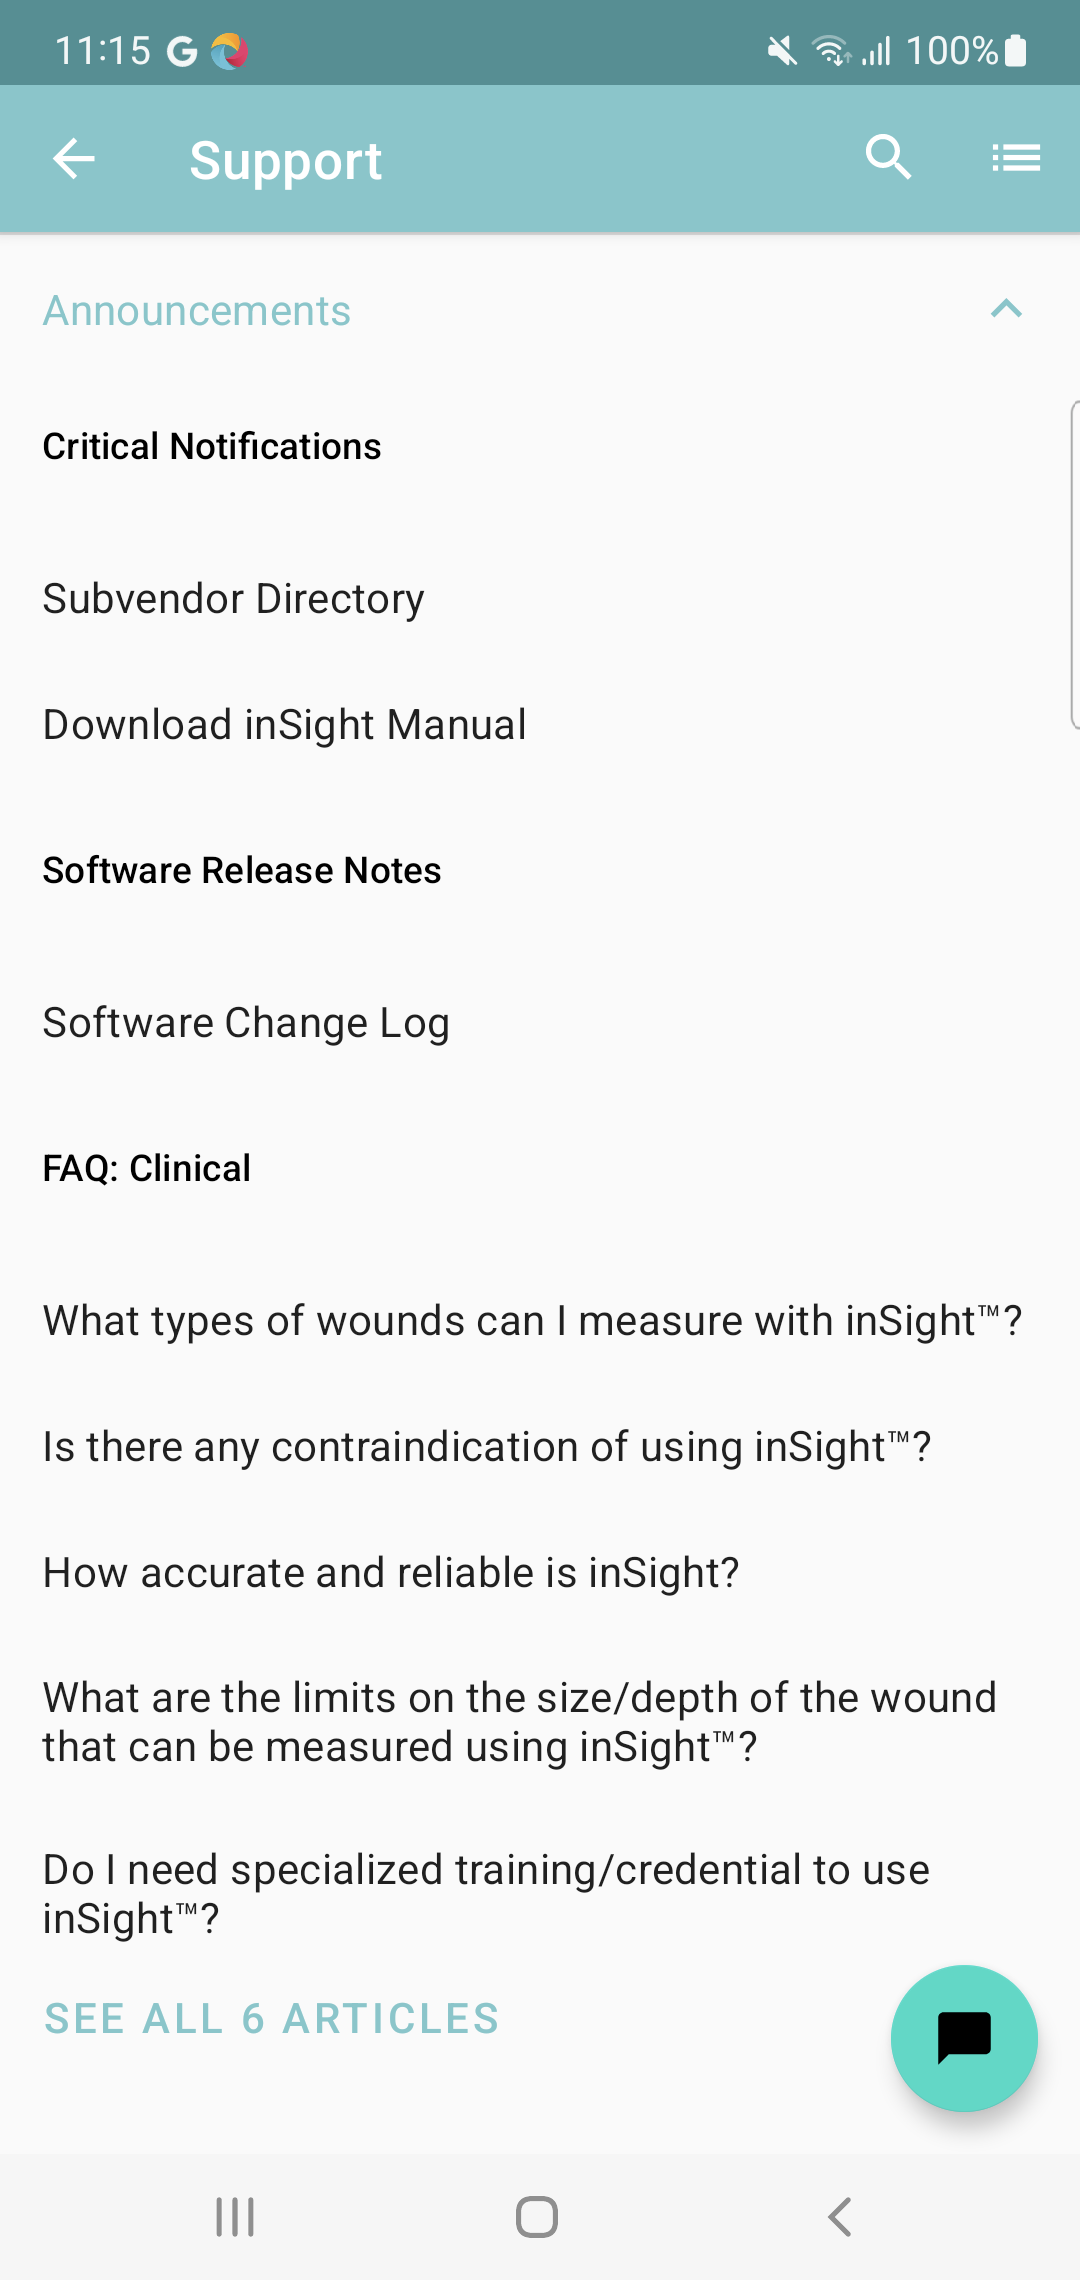 11:15 G 100%
Support
Announcements
Critical Notifications
Subvendor Directory
Download inSight Manual
Software Release Notes
Software Change Log
FAQ: Clinical
What types of wounds can I measure with inSight™?
Is there any contraindication of using inSight™?
How accurate and reliable is inSight?
What are the limits on the size/depth of the wound
that can be measured using inSight™?
Do I need specialized training/credential to use
inSight™?
SEE ALL 6 ARTICLES